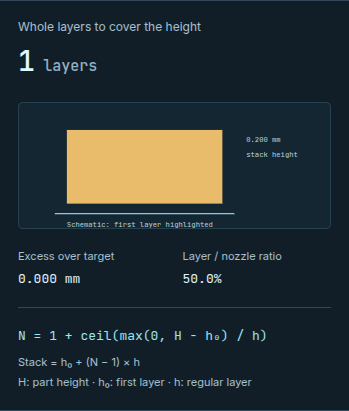 Whole layers to cover the height
1 layers
0.200 mm
stack height
Schematic: first layer highlighted
Excess over target
0.000 mm
Layer / nozzle ratio
50.0%
N = 1 + ceil(max(0, H - h₀) / h)
Stack = h₀ + (N − 1) × h
H: part height · h₀: first layer · h: regular layer